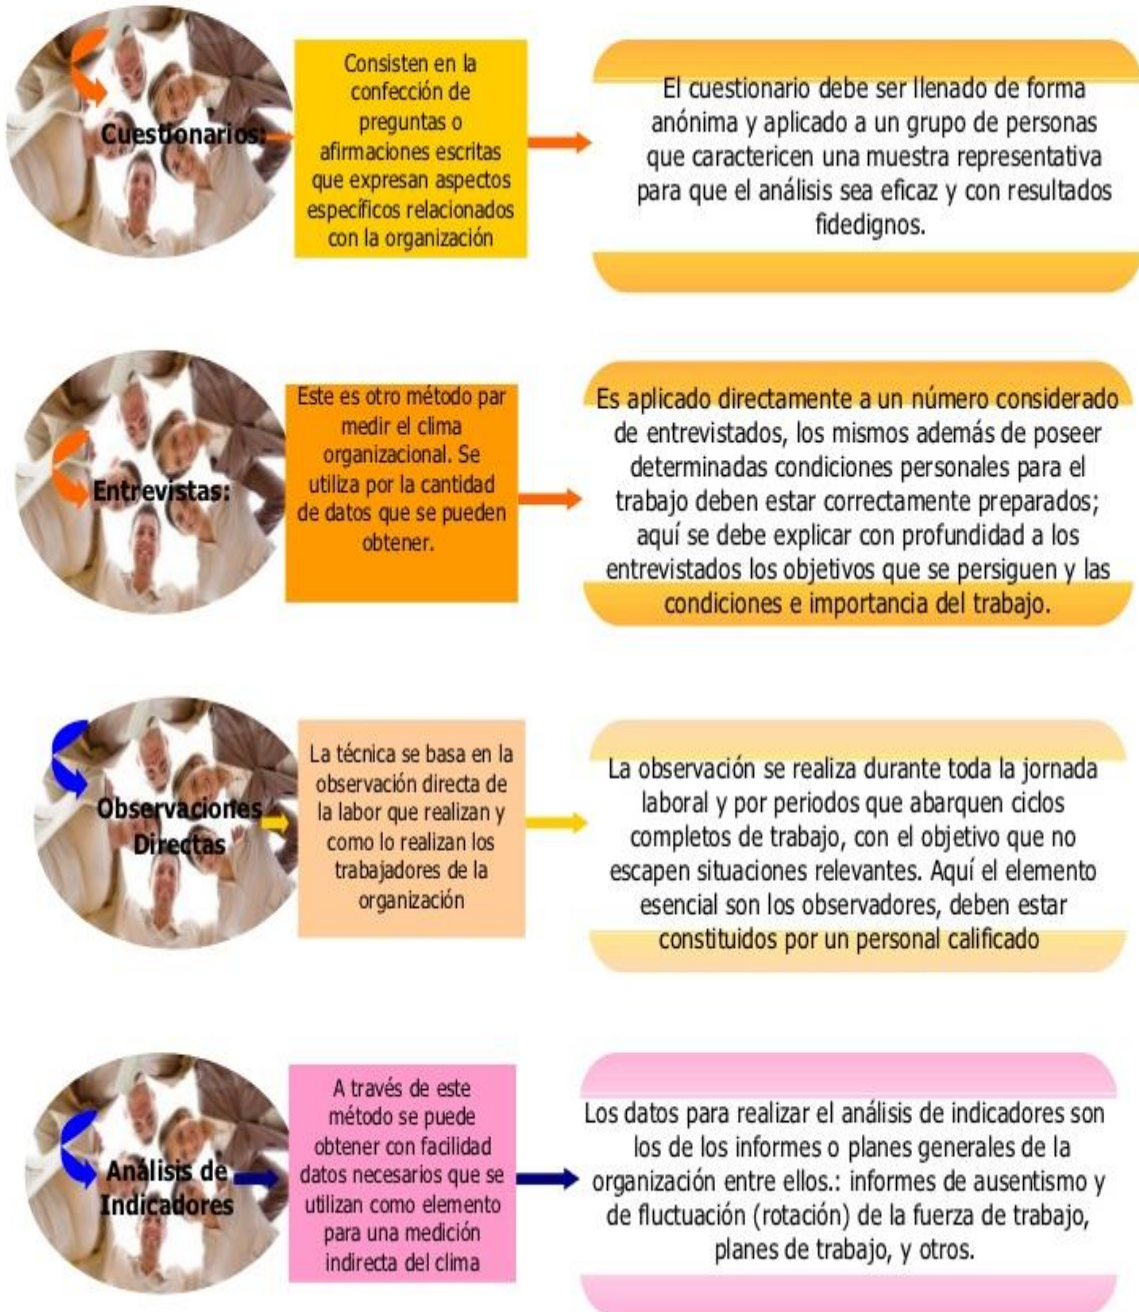 Cuestionarios:
Consisten en la
confección de
preguntas o
afirmaciones escritas
que expresan aspectos
específicos relacionados
con la organización
El cuestionario debe ser llenado de forma
anónima y aplicado a un grupo de personas
que caractericen una muestra representativa
para que el análisis sea eficaz y con resultados
fidedignos.
Entrevistas:
Este es otro método par
medir el clima
organizacional. Se
utiliza por la cantidad
de datos que se pueden
obtener.
Es aplicado directamente a un número considerado
de entrevistados, los mismos además de poseer
determinadas condiciones personales para el
trabajo deben estar correctamente preparados;
aquí se debe explicar con profundidad a los
entrevistados los objetivos que se persiguen y las
condiciones e importancia del trabajo.
Observaciones
Directas
La técnica se basa en la
observación directa de
la labor que realizan y
como lo realizan los
trabajadores de la
organización
La observación se realiza durante toda la jornada
laboral y por periodos que abarquen ciclos
completos de trabajo, con el objetivo que no
escapen situaciones relevantes. Aquí el elemento
esencial son los observadores, deben estar
constituidos por un personal calificado
Análisis de
Indicadores
A través de este
método se puede
obtener con facilidad
datos necesarios que se
utilizan como elemento
para una medición
indirecta del clima
Los datos para realizar el análisis de indicadores son
los de los informes o planes generales de la
organización entre ellos.: informes de ausentismo y
de fluctuación (rotación) de la fuerza de trabajo,
planes de trabajo, y otros.